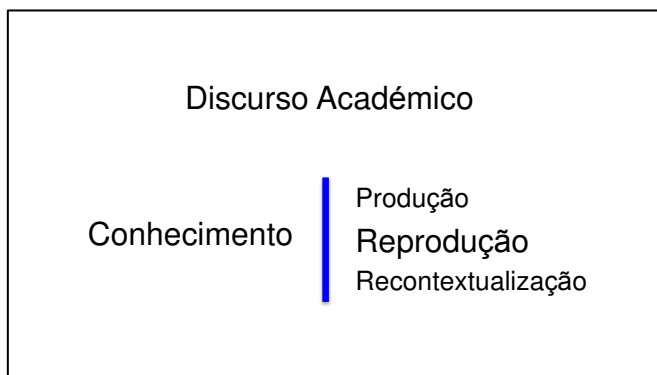 Discurso Académico
Conhecimento
Produção
Reprodução
Recontextualização